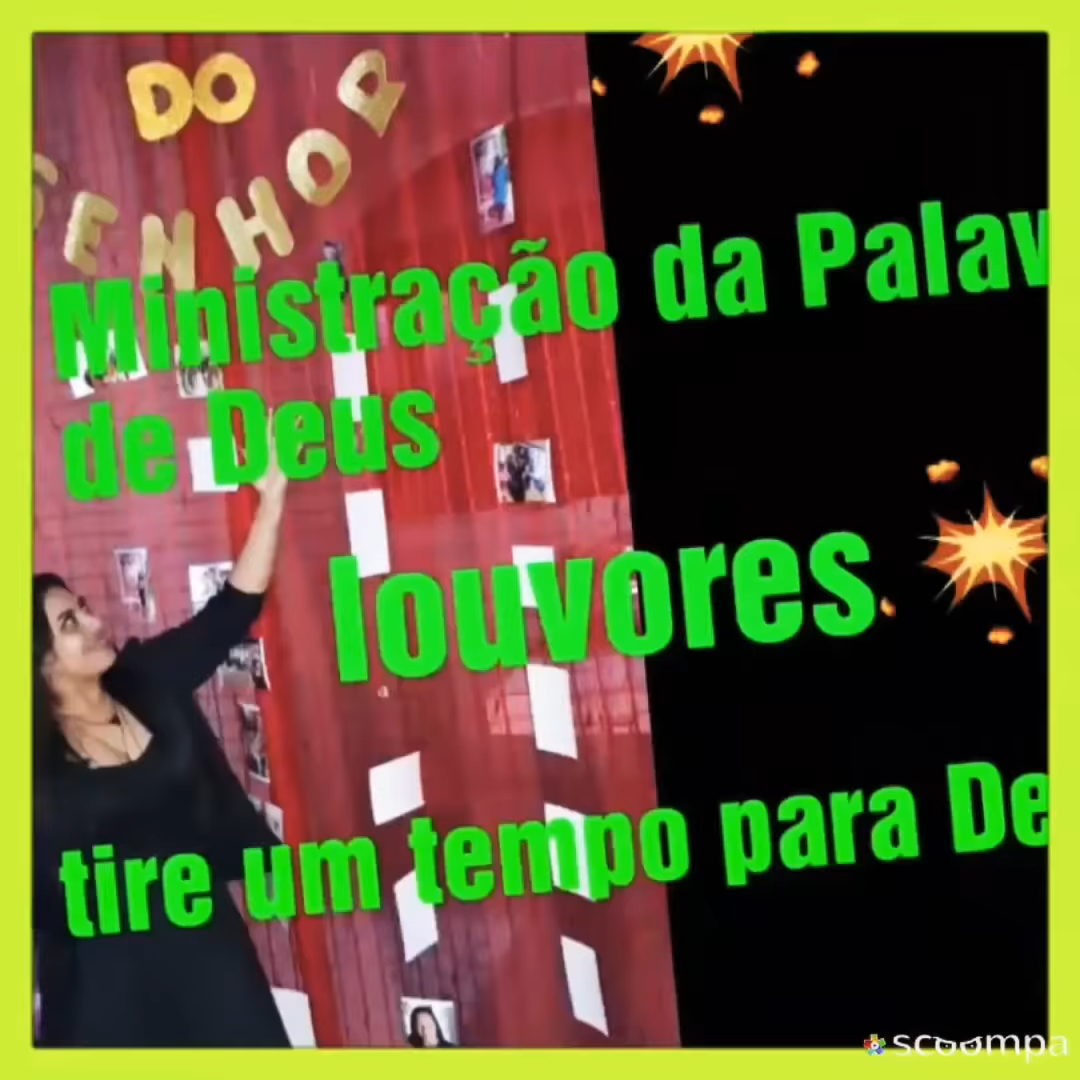 DO
SENHOR
Ministração da Palav
de Deus
louvores
tire um tempo para De
scoompa